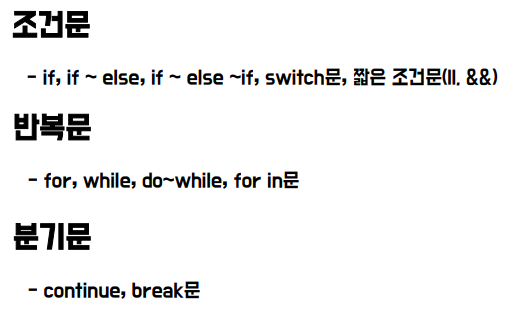 조건문
- if, if ~ else, if ~ else ~if, switch문, 짧은 조건문(ll, &&)
반복문
- for, while, do~while, for in문
분기문
- continue, break문